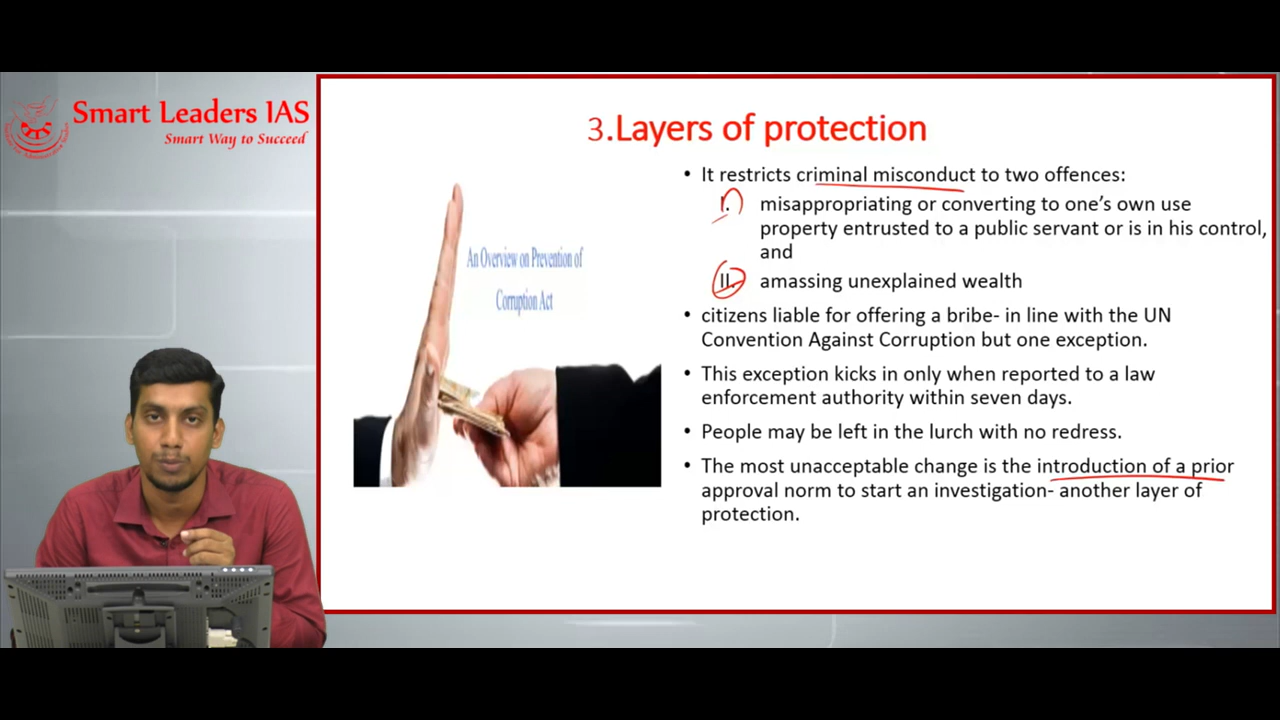 Smart Leaders IAS
Smart Way to Succeed
3.Layers of protection
An Overview on Prevention of
Corruption Act
• It restricts criminal misconduct to two offences:
I. misappropriating or converting to one's own use
property entrusted to a public servant or is in his control,
and
II. amassing unexplained wealth
• citizens liable for offering a bribe- in line with the UN
Convention Against Corruption but one exception.
• This exception kicks in only when reported to a law
enforcement authority within seven days.
• People may be left in the lurch with no redress.
• The most unacceptable change is the introduction of a prior
approval norm to start an investigation- another layer of
protection.